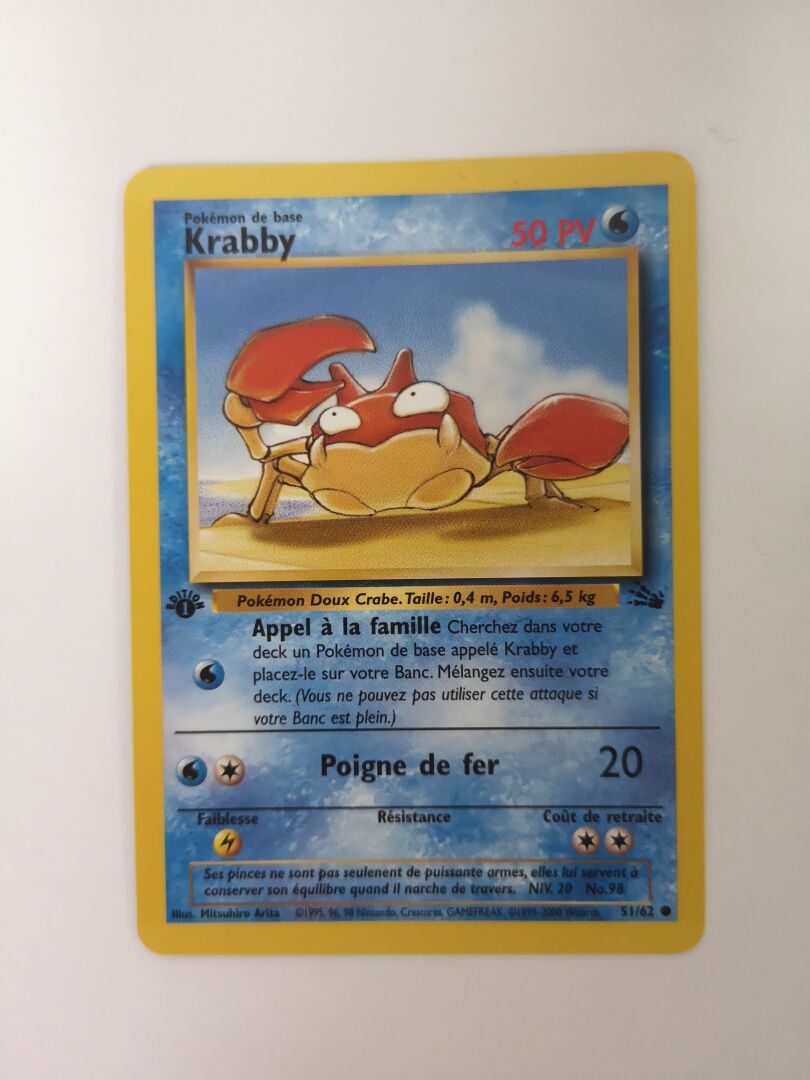 Pokémon de base
Krabby
50 PV
EDITION
1
Pokémon Doux Crabe. Taille: 0,4 m, Poids: 6,5 kg
Appel à la famille Cherchez dans votre
deck un Pokémon de base appelé Krabby et
placez-le sur votre Banc. Mélangez ensuite votre
deck. (Vous ne pouvez pas utiliser cette attaque si
votre Banc est plein.)
Poigne de fer 20
Faiblesse Résistance Coût de retraite
Ses pinces ne sont pas seulenent de puissante armes, elles lui servent à
conserver son équilibre quand il narche de travers. NIV. 20 No.98
Illus. Mitsuhiro Arita ©1995, 96, 98 Nintendo, Creatures, GAMEFREAK. ©1999-2000 Wizards. 51/62